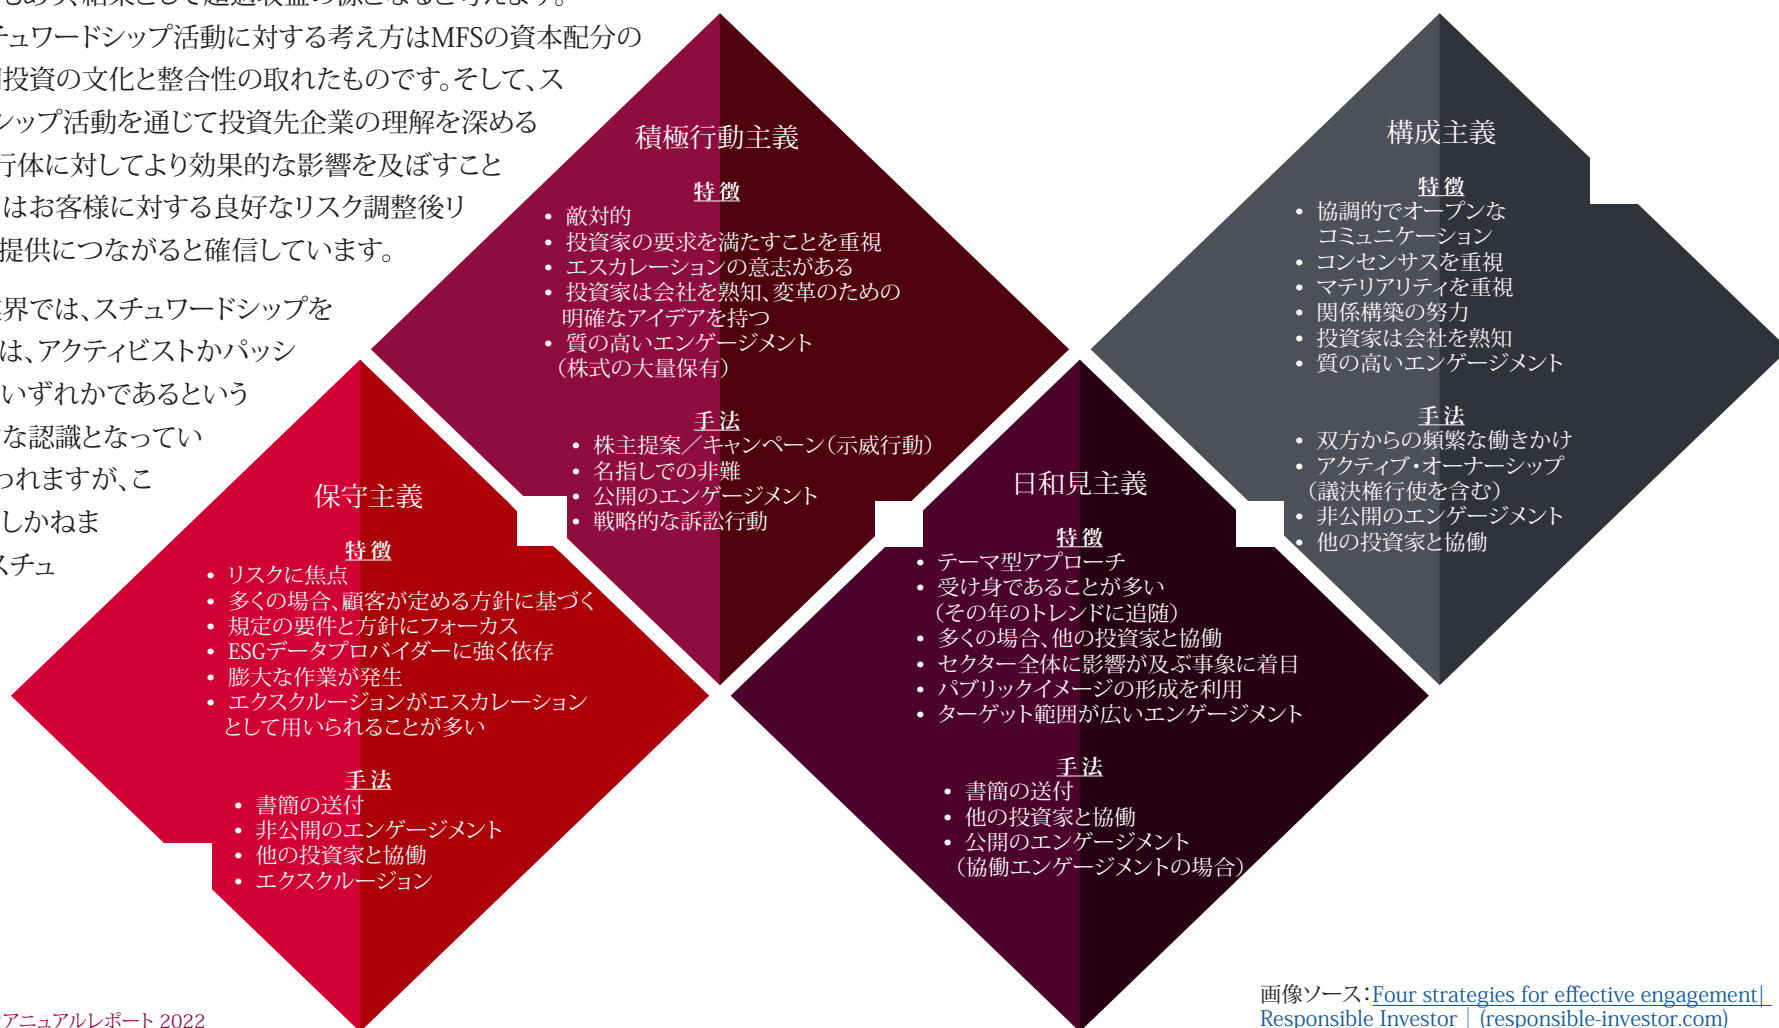 結果として超過収益の源となると考えます。
チュワードシップ活動に対する考え方はMFSの資本配分の
投資の文化と整合性の取れたものです。そして、ス
シップ活動を通じて投資先企業の理解を深める
行体に対してより効果的な影響を及ぼすこと
はお客様に対する良好なリスク調整後リ
提供につながると確信しています。
業界では、スチュワードシップを
は、アクティビストかパッシ
いずれかであるという
な認識となってい
われますが、こ
しかねま
スチュ
積極行動主義
特徴
• 敵対的
• 投資家の要求を満たすことを重視
• エスカレーションの意志がある
• 投資家は会社を熟知、変革のための
明確なアイデアを持つ
• 質の高いエンゲージメント
（株式の大量保有）
手法
• 株主提案／キャンペーン（示威行動）
• 名指しでの非難
• 公開のエンゲージメント
• 戦略的な訴訟行動
構成主義
特徴
• 協調的でオープンな
コミュニケーション
• コンセンサスを重視
• マテリアリティを重視
• 関係構築の努力
• 投資家は会社を熟知
• 質の高いエンゲージメント
手法
• 双方からの頻繁な働きかけ
• アクティブ・オーナーシップ
（議決権行使を含む）
• 非公開のエンゲージメント
• 他の投資家と協働
保守主義
特徴
• リスクに焦点
• 多くの場合、顧客が定める方針に基づく
• 規定の要件と方針にフォーカス
• ESGデータプロバイダーに強く依存
• 膨大な作業が発生
• エクスクルージョンがエスカレーション
として用いられることが多い
手法
• 書簡の送付
• 非公開のエンゲージメント
• 他の投資家と協働
• エクスクルージョン
日和見主義
特徴
• テーマ型アプローチ
• 受け身であることが多い
（その年のトレンドに追随）
• 多くの場合、他の投資家と協働
• セクター全体に影響が及ぶ事象に着目
• パブリックイメージの形成を利用
• ターゲット範囲が広いエンゲージメント
手法
• 書簡の送付
• 他の投資家と協働
• 公開のエンゲージメント
（協働エンゲージメントの場合）
画像ソース：Four strategies for effective engagement|
Responsible Investor | (responsible-investor.com)
アニュアルレポート 2022